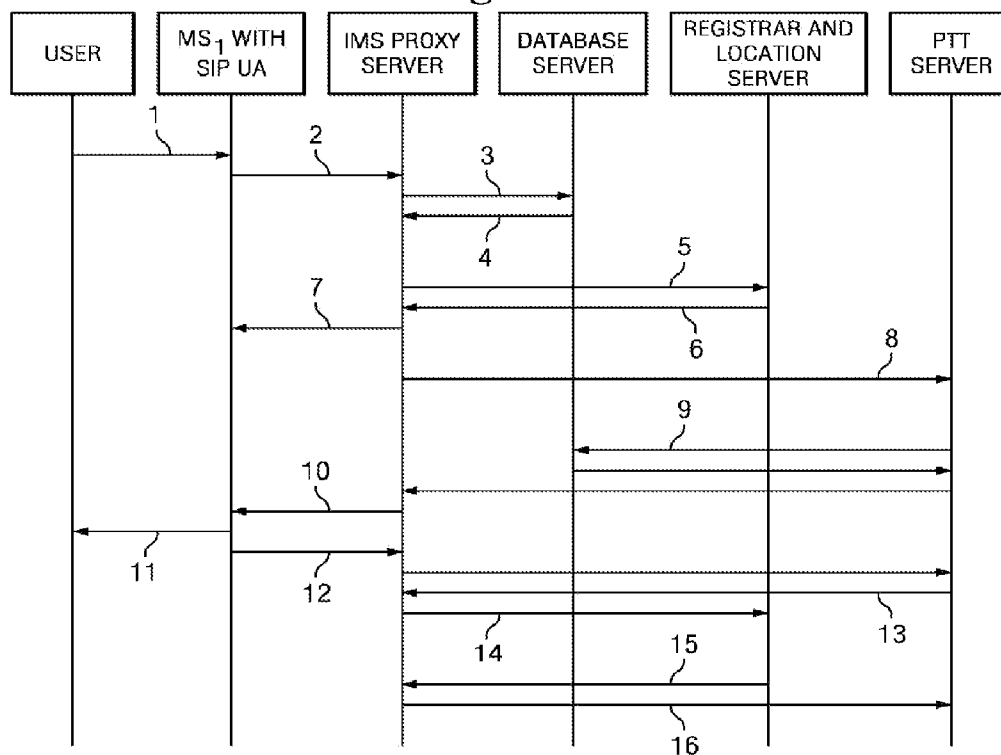 USER
MS1 WITH
SIP UA
IMS PROXY
SERVER
DATABASE
SERVER
REGISTRAR AND
LOCATION
SERVER
PTT
SERVER
1
2
3
4
5
7
6
8
9
10
11
12
13
14
15
16